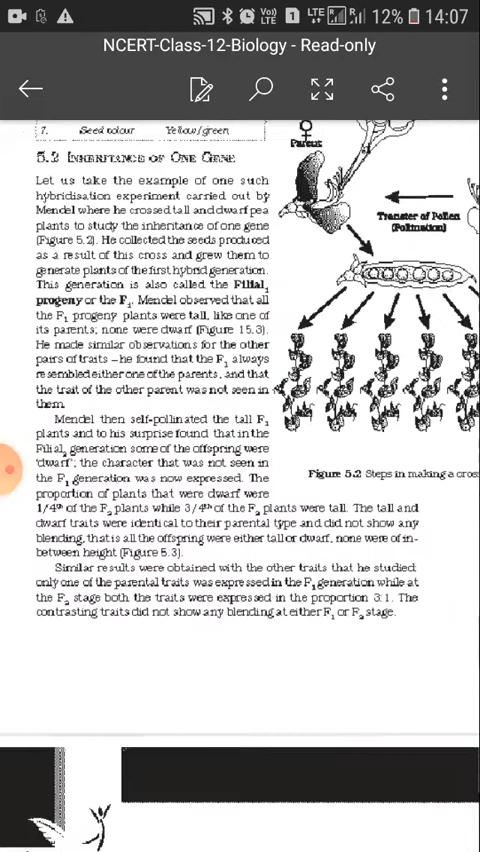 12% 14:07
NCERT-Class-12-Biology - Read-only
7. Seed colour Yellow/green
Parent
5.2 INHERITANCE OF ONE GENE
Let us take the example of one such
hybridisation experiment carried out by
Mendel where he crossed tall and dwarf pea
plants to study the inheritance of one gene
(Figure 5.2). He collected the seeds produced
as a result of this cross and grew them to
generate plants of the first hybrid generation.
This generation is also called the Filial₁
progeny or the F₁. Mendel observed that all
the F₁ progeny plants were tall, like one of
its parents; none were dwarf (Figure 15.3).
He made similar observations for the other
pairs of traits – he found that the F₁ always
resembled either one of the parents, and that
the trait of the other parent was not seen in
them.
Mendel then self-pollinated the tall F₁
plants and to his surprise found that in the
Filial₂ generation some of the offspring were
‘dwarf’; the character that was not seen in
the F₁ generation was now expressed. The
proportion of plants that were dwarf were
1/4ᵗʰ of the F₂ plants while 3/4ᵗʰ of the F₂ plants were tall. The tall and
dwarf traits were identical to their parental type and did not show any
blending, that is all the offspring were either tall or dwarf, none were of in-
between height (Figure 5.3).
Similar results were obtained with the other traits that he studied:
only one of the parental traits was expressed in the F₁ generation while at
the F₂ stage both the traits were expressed in the proportion 3:1. The
contrasting traits did not show any blending at either F₁ or F₂ stage.
Transfer of Pollen
(Pollination)
Figure 5.2 Steps in making a cros